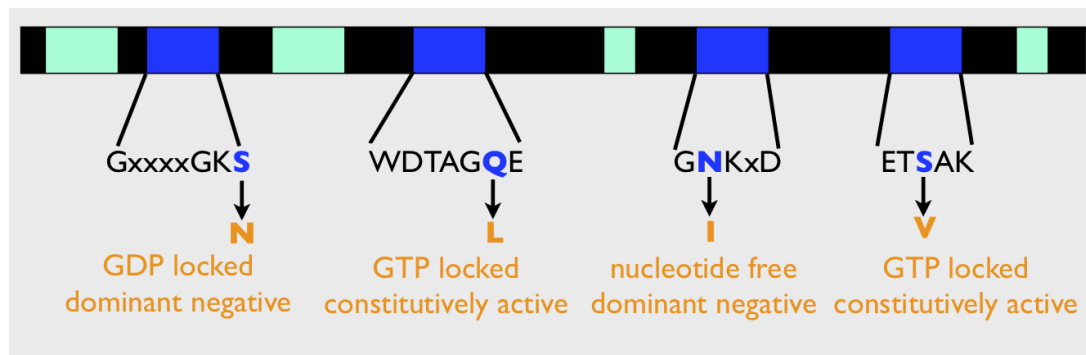 GxxxxGKS WDTAGQE GNKxD ETSAK
N L I V
GDP locked GTP locked nucleotide free GTP locked
dominant negative constitutively active dominant negative constitutively active